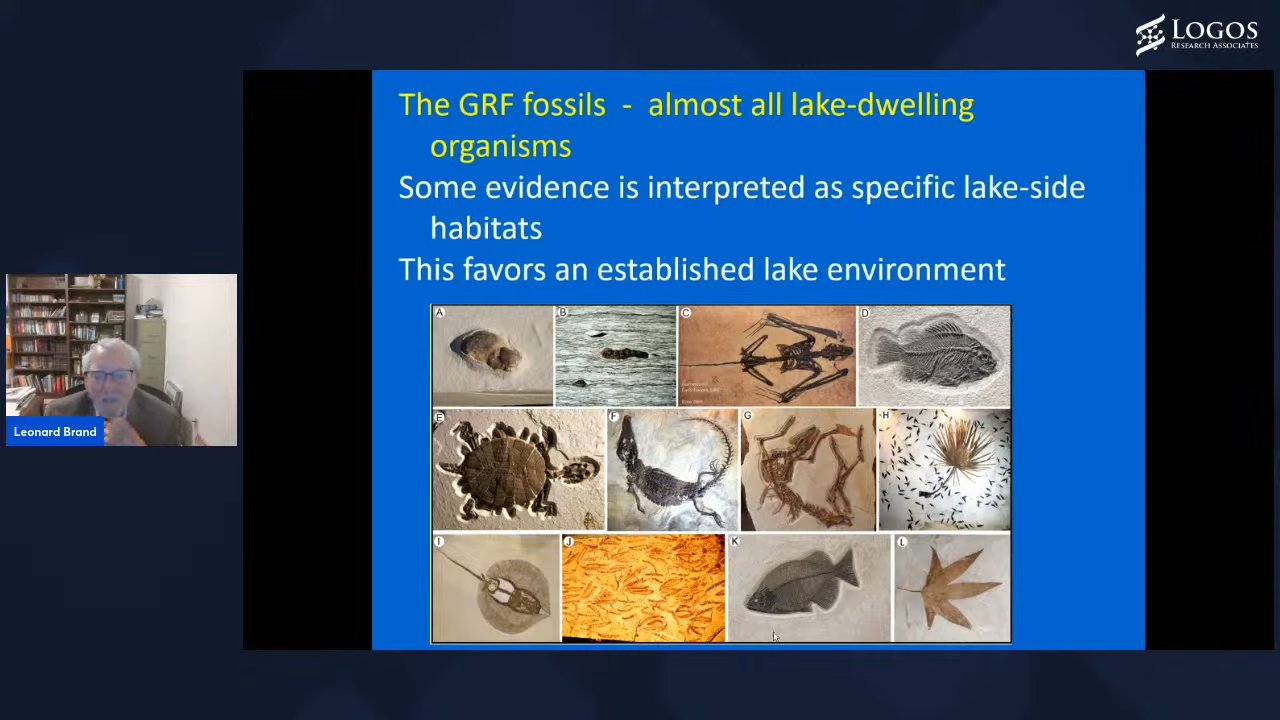 LOGOS
RESEARCH ASSOCIATES
The GRF fossils - almost all lake-dwelling
organisms
Some evidence is interpreted as specific lake-side
habitats
This favors an established lake environment
A
B
C
D
E
F
G
H
I
J
K
L
Leonard Brand